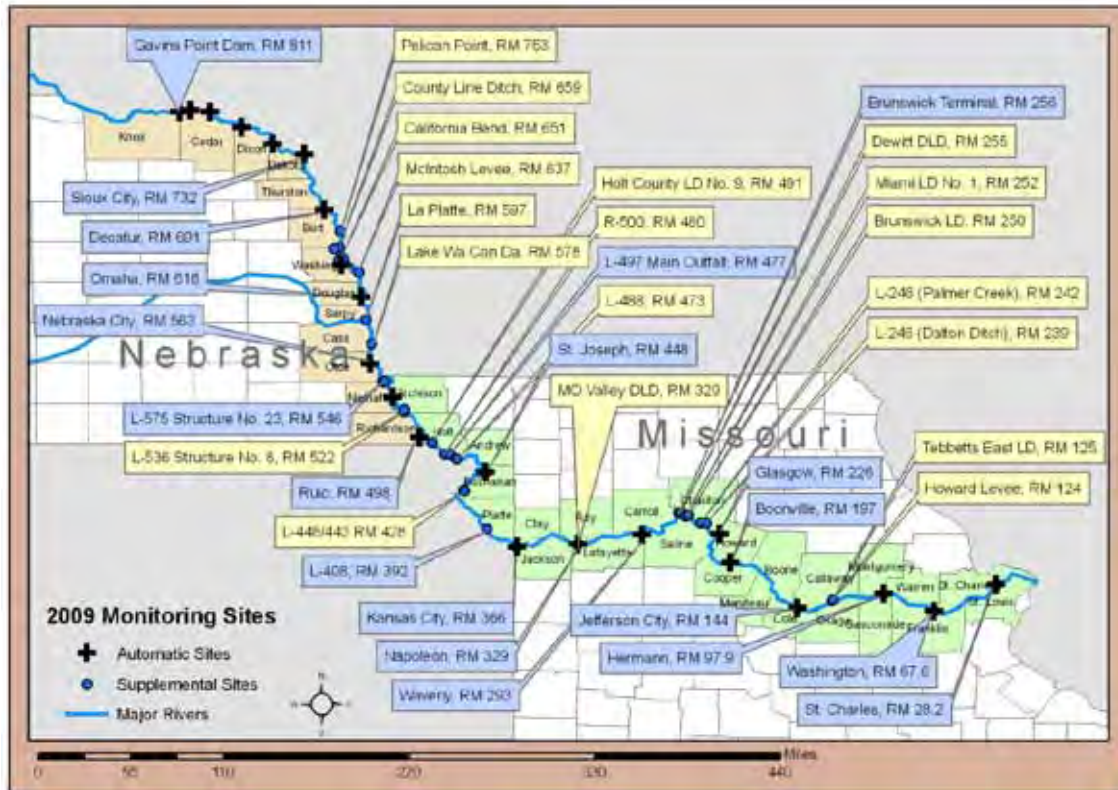 Gavins Point Dam, RM 811
Pelican Point, RM 763
County Line Ditch, RM 659
California Bend, RM 651
McIntosh Levee, RM 637
La Platte, RM 597
Lake Wa Con Da, RM 578
Sioux City, RM 732
Decatur, RM 691
Omaha, RM 616
Nebraska City, RM 563
Holt County LD No. 9, RM 491
R-500, RM 480
L-497 Main Outfall, RM 477
L-488, RM 473
St. Joseph, RM 448
MO Valley DLD, RM 329
Brunswick Terminal, RM 256
Dewitt DLD, RM 255
Miami LD No. 1, RM 252
Brunswick LD, RM 250
L-246 (Palmer Creek), RM 242
L-246 (Dalton Ditch), RM 239
Knox
Cedar
Dixon
Dakota
Thurston
Burt
Douglas
Sarpy
Cass
Otoe
Nebraska
Missouri
L-575 Structure No. 23, RM 546
L-536 Structure No. 8, RM 522
Rulo, RM 498
L-448/443 RM 428
L-408, RM 392
Tebbetts East LD, RM 125
Howard Levee, RM 124
Glasgow, RM 226
Boonville, RM 197
Richardson
Holt
Andrew
Buchanan
Platte
Clay
Jackson
Ray
Lafayette
Carroll
Saline
Chariton
Howard
Cooper
Boone
Moniteau
Cole
Callaway
Osage
Montgomery
Gasconade
Warren
Franklin
St. Charles
St. Louis
Kansas City, RM 366
Napoleon, RM 329
Waverly, RM 293
Jefferson City, RM 144
Hermann, RM 97.9
Washington, RM 67.6
St. Charles, RM 28.2
2009 Monitoring Sites
Automatic Sites
Supplemental Sites
Major Rivers
N
W
E
S
Miles
0
55
110
220
330
440